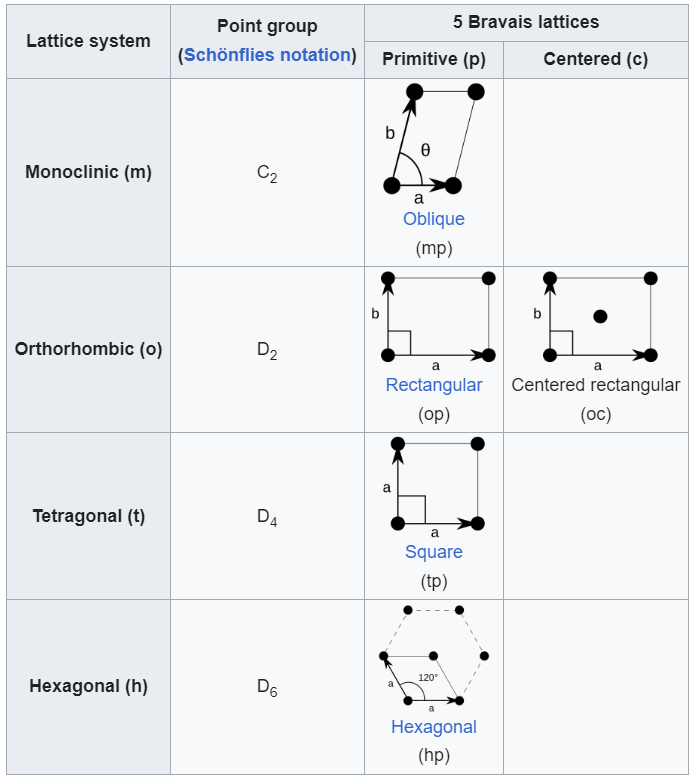 Lattice system
Point group
(Schönflies notation)
5 Bravais lattices
Primitive (p)
Centered (c)
Monoclinic (m)
C2
b
θ
a
Oblique
(mp)
Orthorhombic (o)
D2
b
a
Rectangular
(op)
b
a
Centered rectangular
(oc)
Tetragonal (t)
D4
a
a
Square
(tp)
Hexagonal (h)
D6
a
120°
a
Hexagonal
(hp)